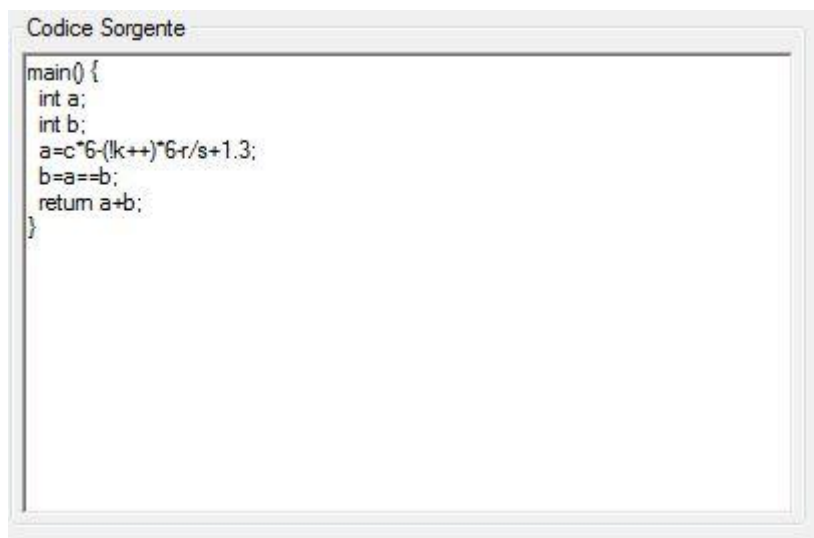 Codice Sorgente
main() {
int a;
int b;
a=c*6-(!k++)*6-r/s+1.3;
b=a==b;
return a+b;
}